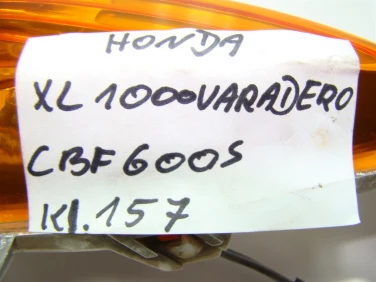 HONDA
XL 1000 VARADERO
CBF 600S
Kl. 157